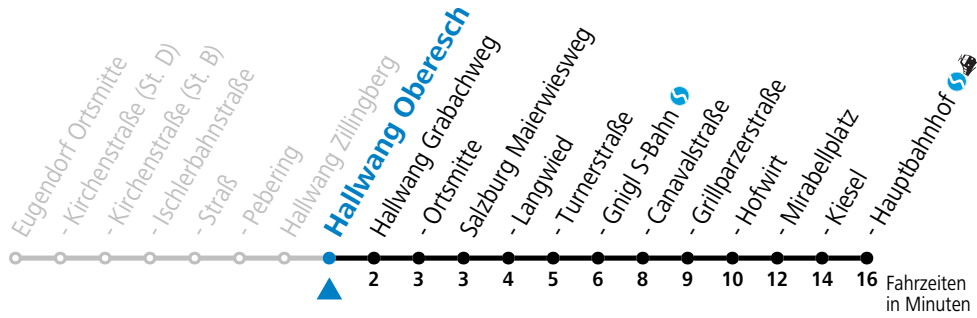 Eugendorf Ortsmitte
- Kirchenstraße (St. D)
- Kirchenstraße (St. B)
- Ischlerbahnstraße
- Straß
- Pebering
Hallwang Zillingberg
Hallwang Oberesch
Hallwang Grabachweg
- Ortsmitte
Salzburg Maierwiesweg
- Langwied
- Turnerstraße
- Gnigl S-Bahn
- Canavalstraße
- Grillparzerstraße
- Hofwirt
- Mirabellplatz
- Kiesel
- Hauptbahnhof
2 3 3 4 5 6 8 9 10 12 14 16 Fahrzeiten
in Minuten